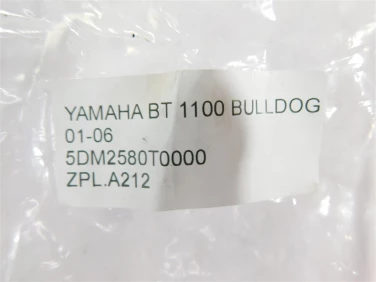 YAMAHA BT 1100 BULLDOG
01-06
5DM2580T0000
ZPL.A212